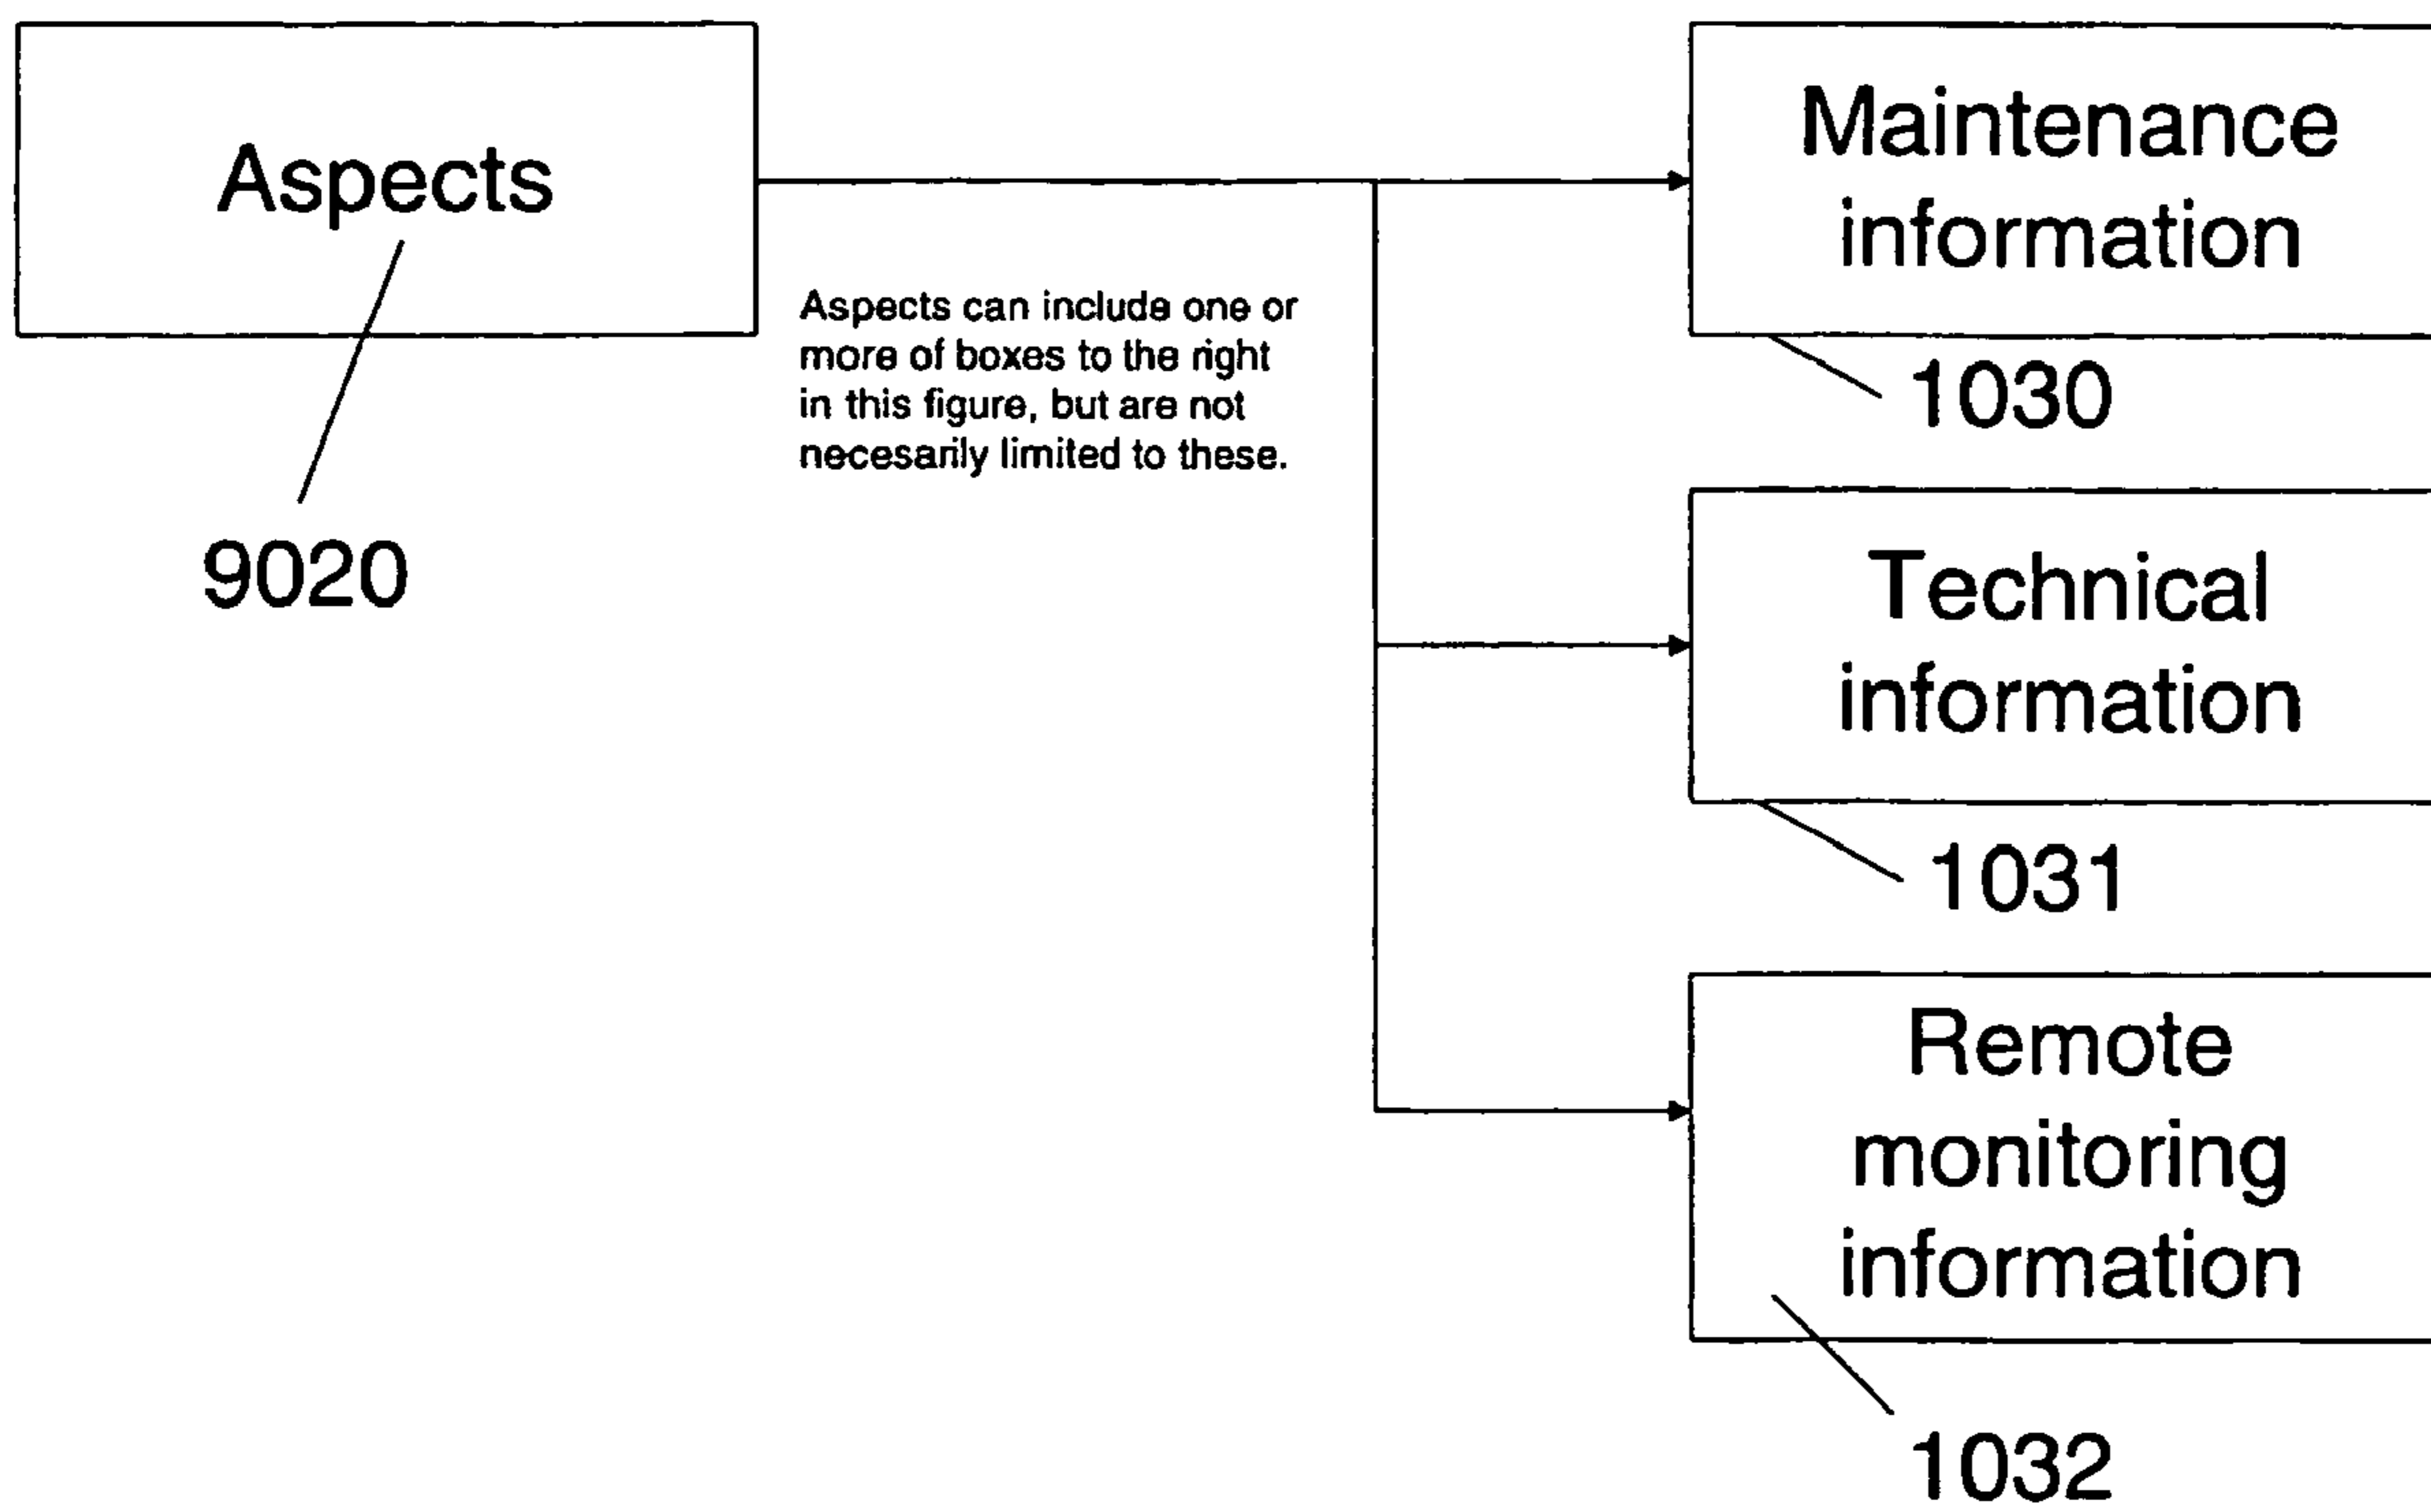 Aspects
9020
Aspects can include one or
more of boxes to the right
in this figure, but are not
necesarily limited to these.
Maintenance
information
1030
Technical
information
1031
Remote
monitoring
information
1032